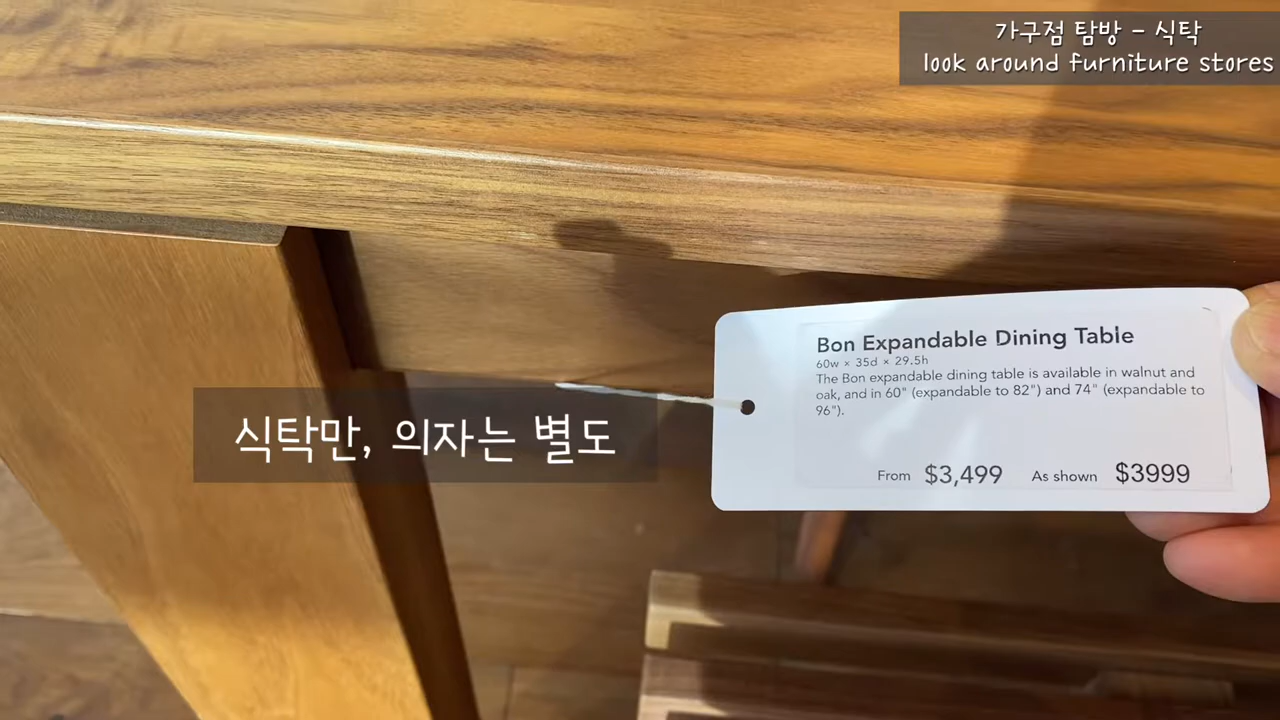 가구점 탐방 - 식탁
look around furniture stores
Bon Expandable Dining Table
60w × 35d × 29.5h
The Bon expandable dining table is available in walnut and
oak, and in 60" (expandable to 82") and 74" (expandable to
96").
From $3,499 As shown $3999
식탁만, 의자는 별도